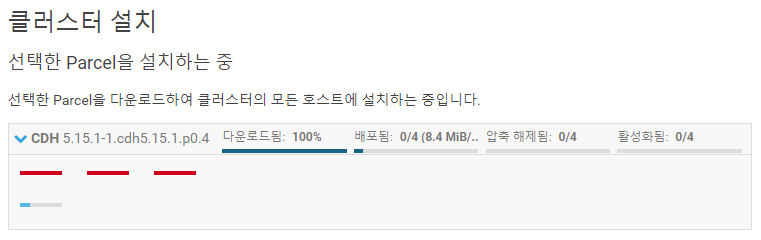 클러스터 설치
선택한 Parcel을 설치하는 중
선택한 Parcel을 다운로드하여 클러스터의 모든 호스트에 설치하는 중입니다.
CDH 5.15.1-1.cdh5.15.1.p0.4 다운로드됨: 100% 배포됨: 0/4 (8.4 MiB/.. 압축 해제됨: 0/4 활성화됨: 0/4